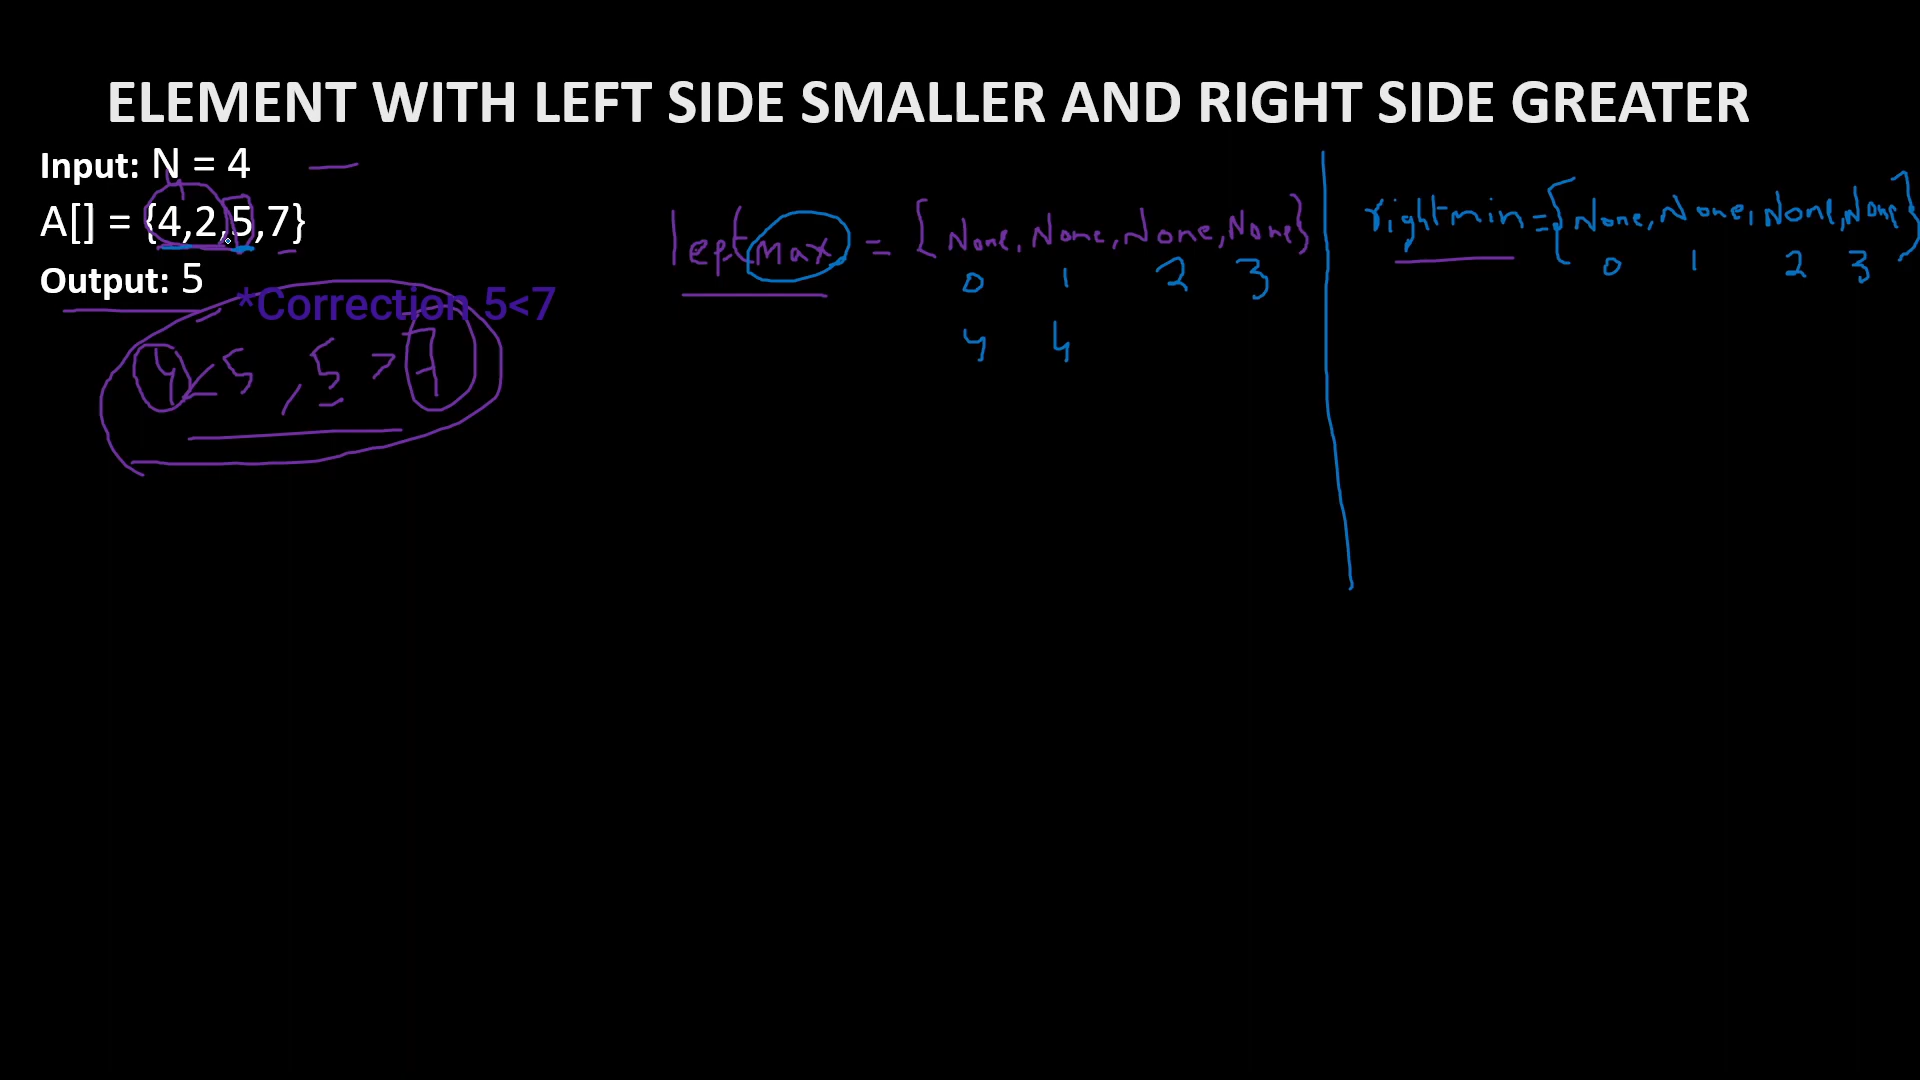 ELEMENT WITH LEFT SIDE SMALLER AND RIGHT SIDE GREATER
Input: N = 4
A[] = {4,2,5,7}
Output: 5
*Correction 5<7
4<5 , 5 > 7
leftmax = {None, None, None, None}
0 1 2 3
4 4
rightmin = {None, None, None, None}
0 1 2 3